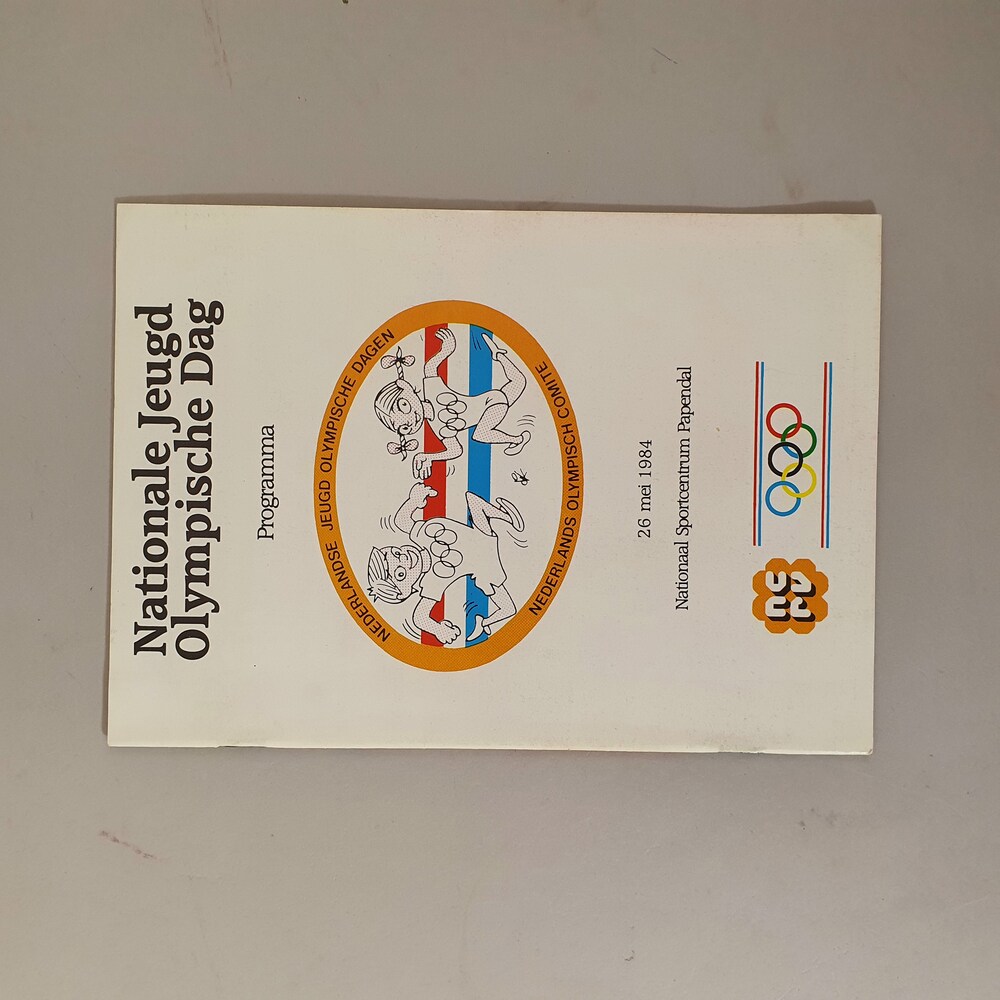 Nationale Jeugd
Olympische Dag
Programma
NEDERLANDSE JEUGD OLYMPISCHE DAGEN
NEDERLANDS OLYMPISCH COMITE
26 mei 1984
Nationaal Sportcentrum Papendal